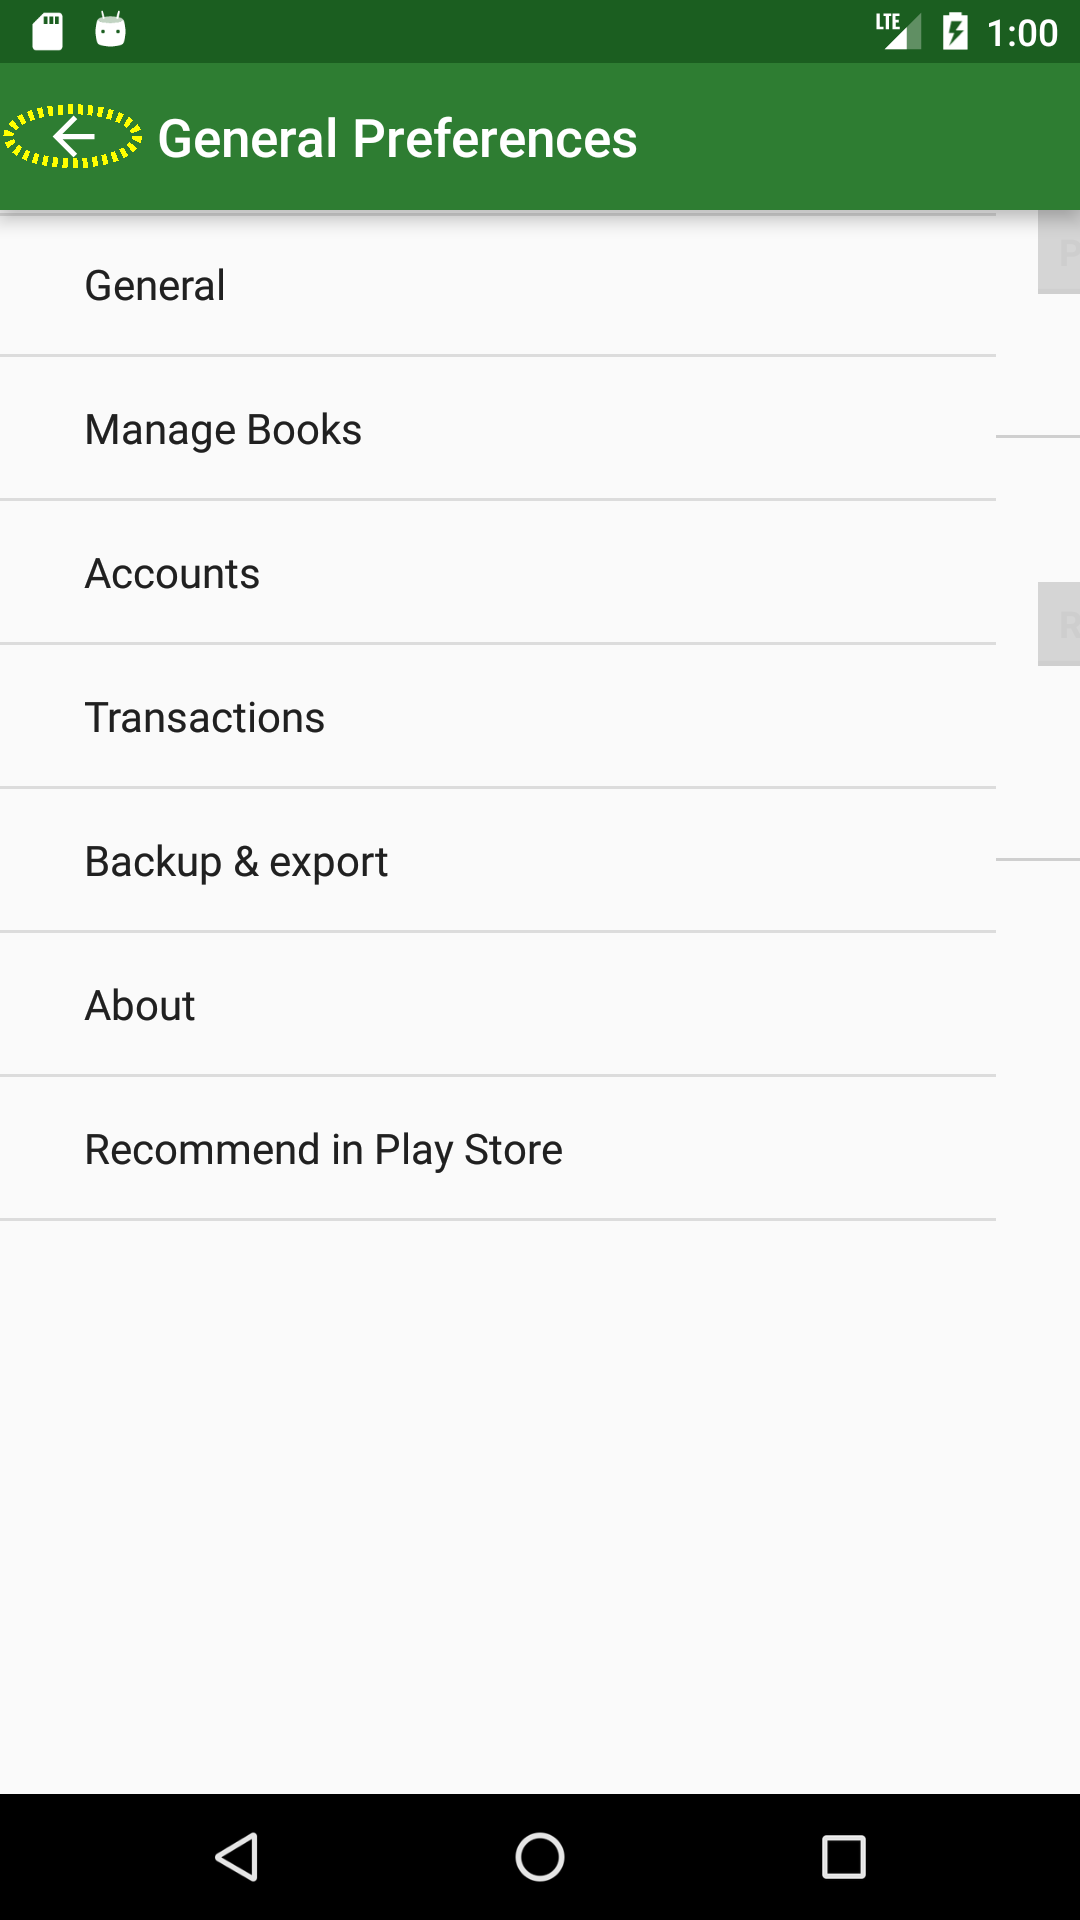 LTE 1:00
General Preferences
P
General
Manage Books
Accounts
R
Transactions
Backup & export
About
Recommend in Play Store